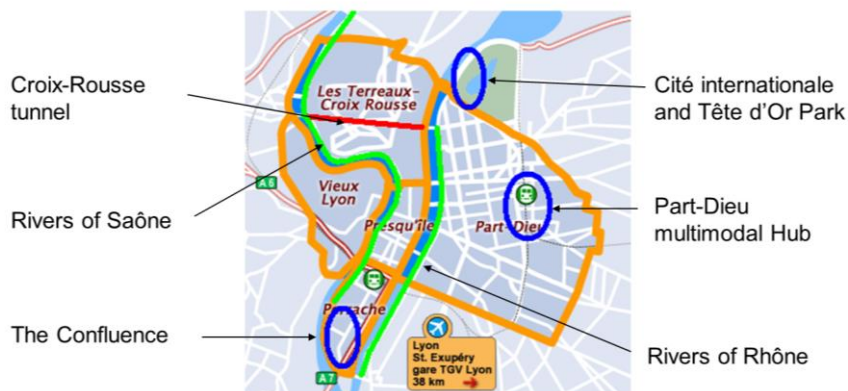 Croix-Rousse
tunnel
Rivers of Saône
The Confluence
Les Terreaux-
Croix Rousse
A 6
Vieux
Lyon
Presqu'île
Part-Dieu
Perrache
A 7
Lyon
St. Exupéry
gare TGV Lyon
38 km
Cité internationale
and Tête d'Or Park
Part-Dieu
multimodal Hub
Rivers of Rhône